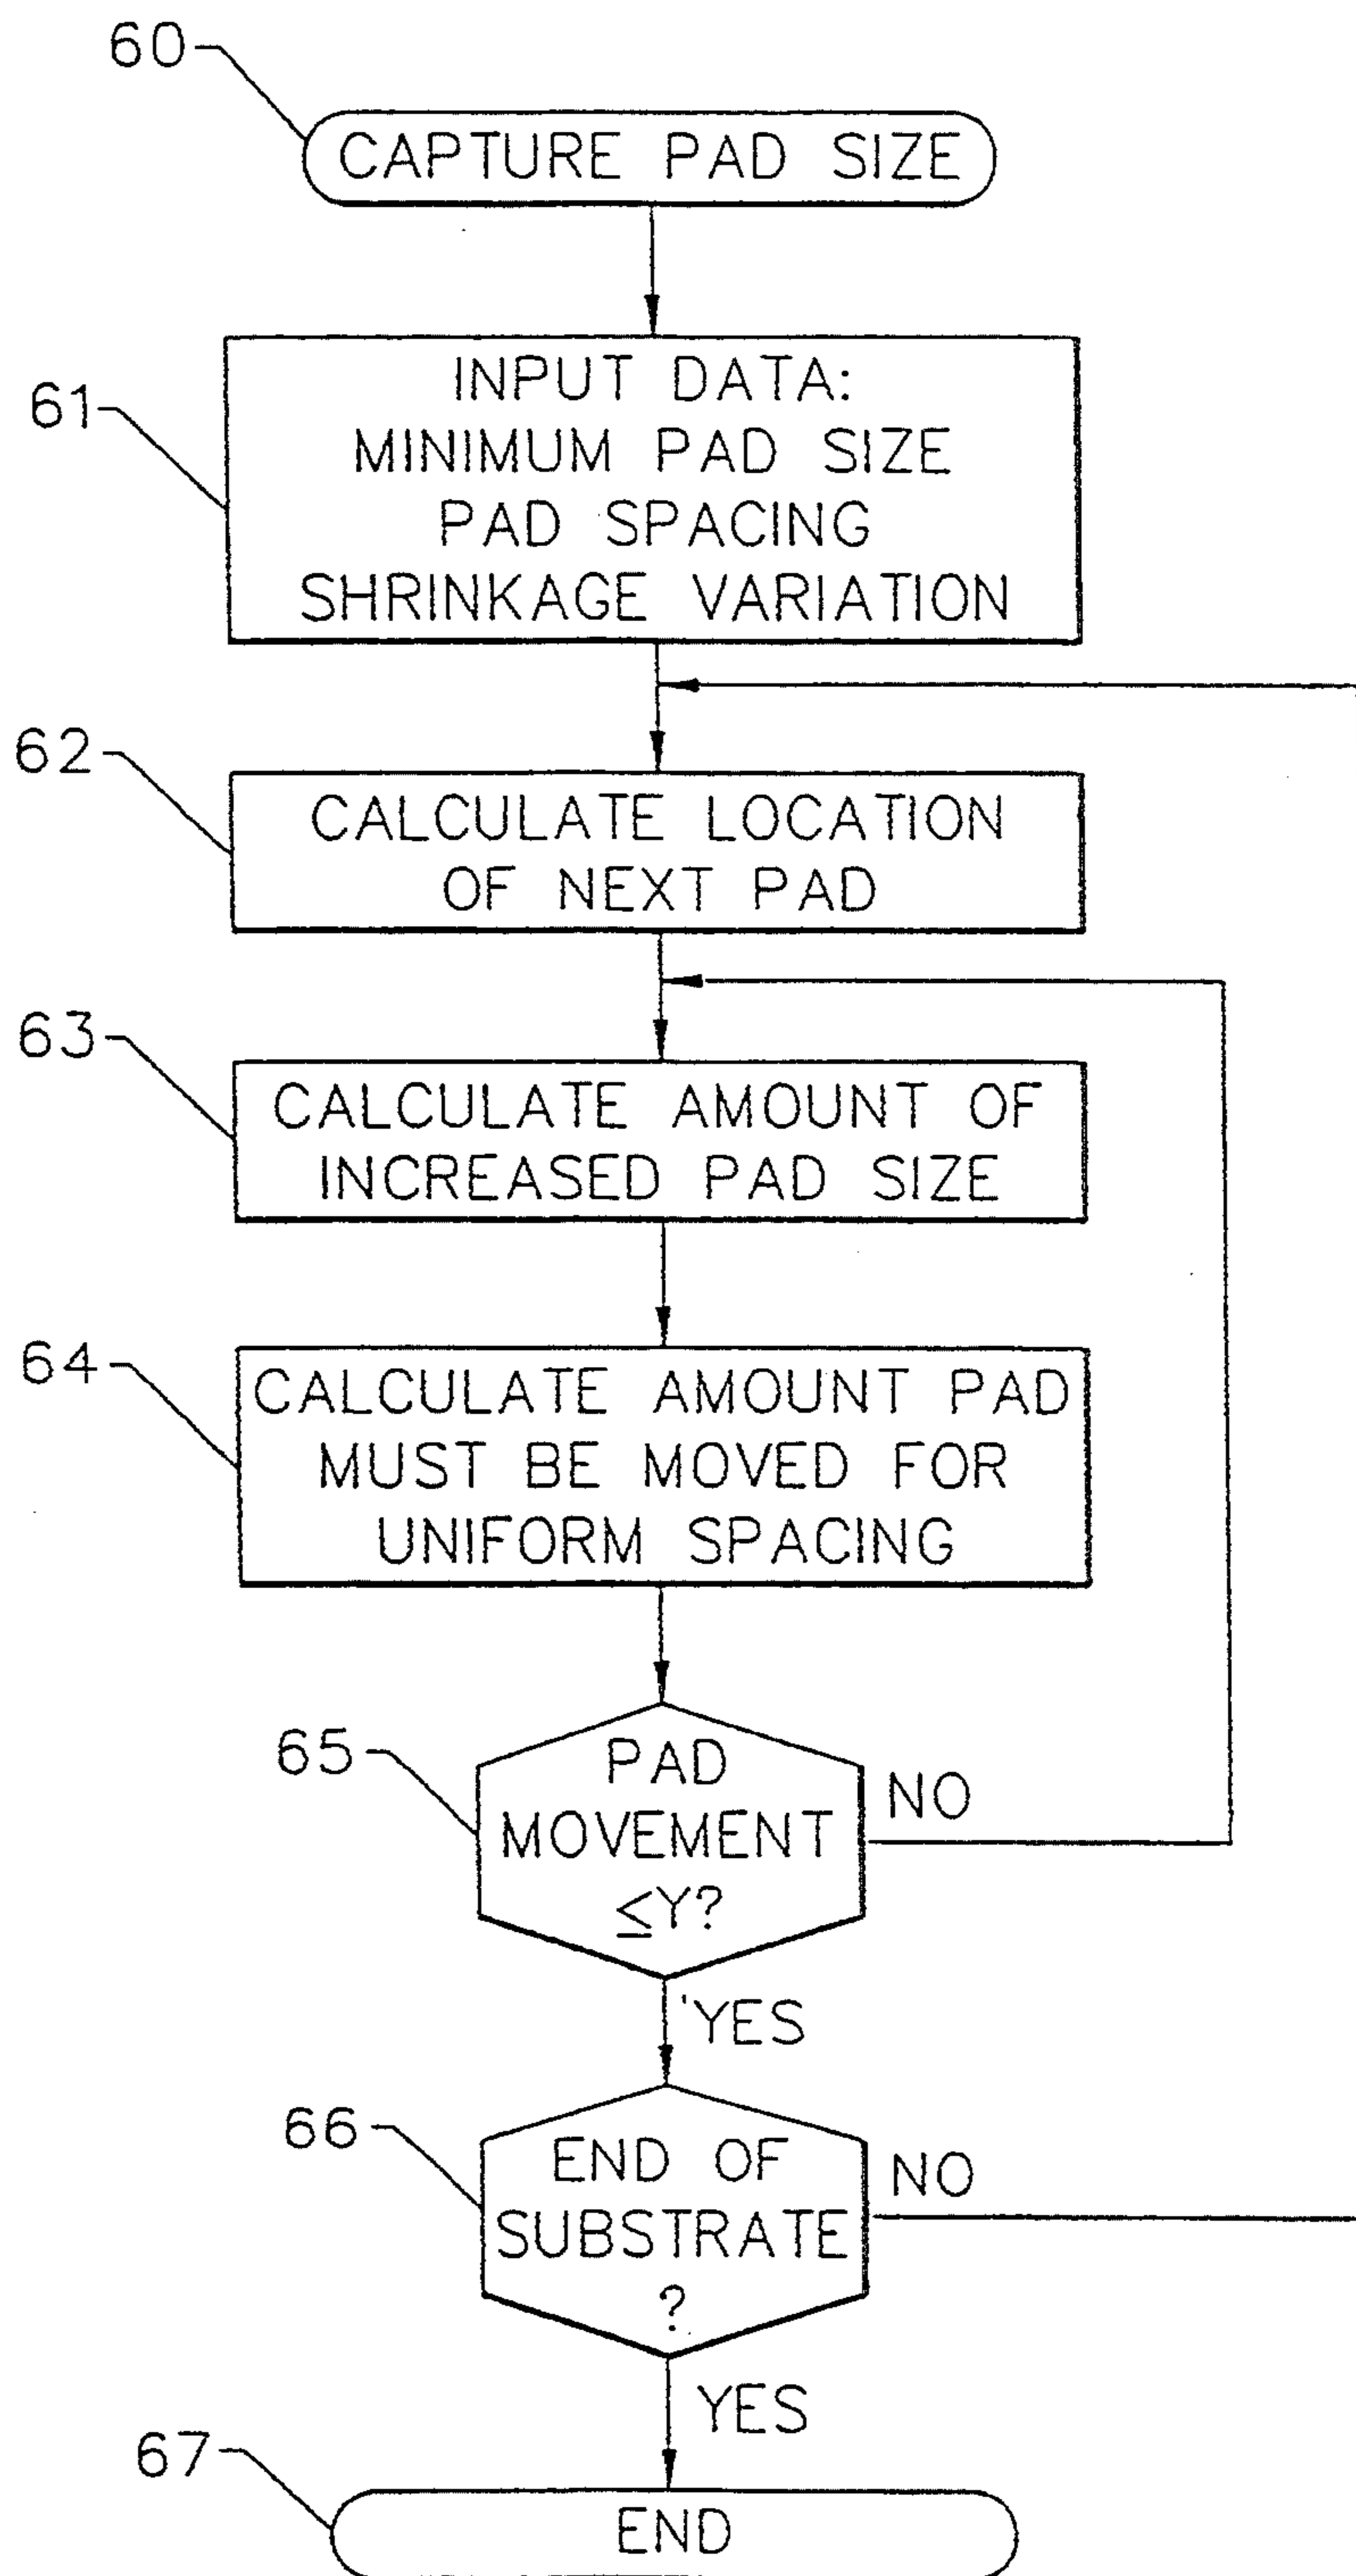 60
CAPTURE PAD SIZE
61
INPUT DATA:
MINIMUM PAD SIZE
PAD SPACING
SHRINKAGE VARIATION
62
CALCULATE LOCATION
OF NEXT PAD
63
CALCULATE AMOUNT OF
INCREASED PAD SIZE
64
CALCULATE AMOUNT PAD
MUST BE MOVED FOR
UNIFORM SPACING
65
PAD
MOVEMENT
≤Y?
NO
YES
66
END OF
SUBSTRATE
?
NO
YES
67
END